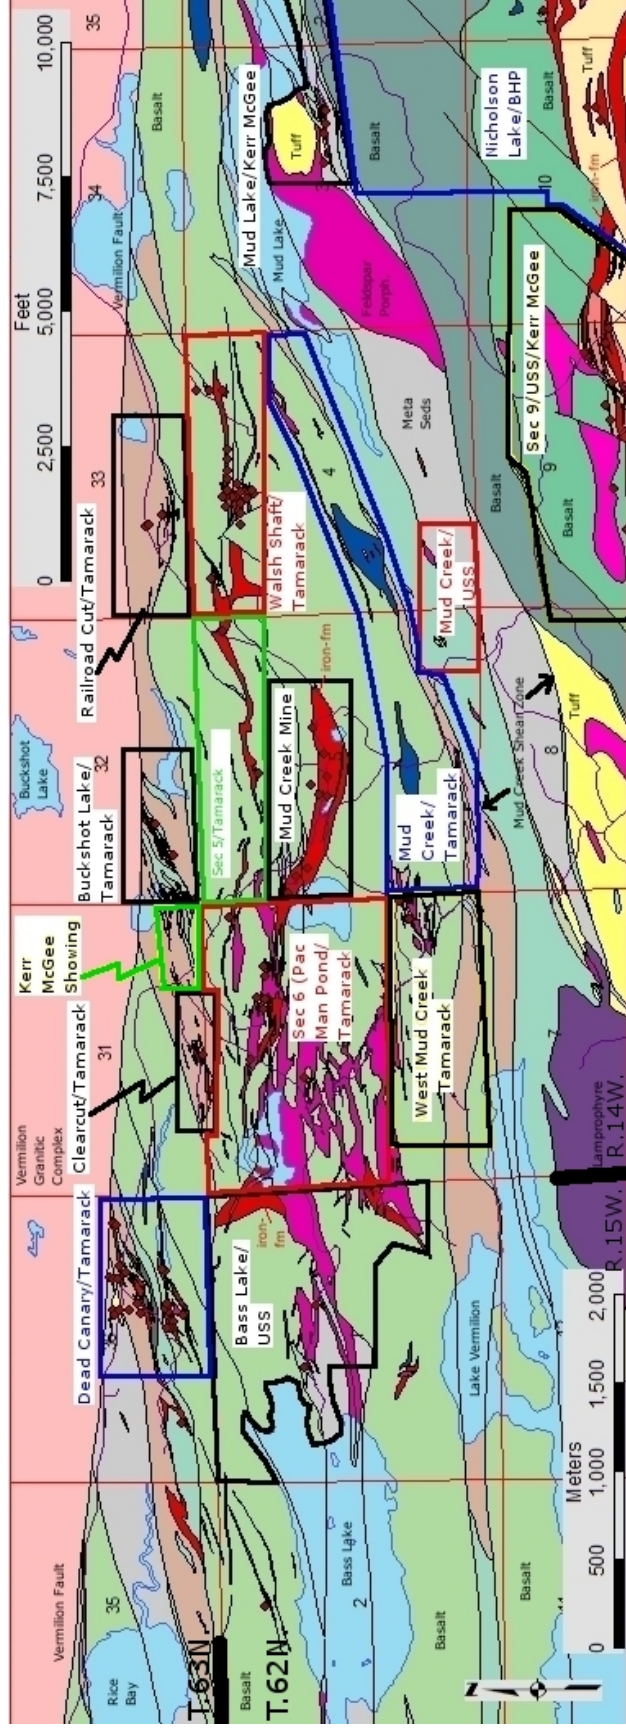 Vermilion Fault
35
Rice
Bay
T.63N
T.62N.
Basalt
Bass Lake
2
Basalt
Basalt
Lake Vermilion
N
Meters
0
500
1,000
1,500
2,000
Vermilion
Granitic
Complex
Dead Canary/Tamarack
Bass Lake/
USS
iron-
fm
31
Clearcut/Tamarack
Kerr
McGee
Showing
Sec 6 (Pac
Man Pond/
Tamarack
West Mud Creek
Tamarack
Lamprophyre
7
R.15W.
R.14W.
Buckshot
Lake
32
Buckshot Lake/
Tamarack
Sec 5/Tamarack
Mud Creek Mine
iron-fm
5
Mud
Creek/
Tamarack
Mud Creek Shear Zone
8
Tuff
Railroad Cut/Tamarack
33
Walsh Shaft/
Tamarack
4
Mud Creek/
USS
Meta
Seds
Basalt
Basalt
9
Sec 9/USS/Kerr McGee
Feet
0
2,500
5,000
7,500
10,000
Vermilion Fault
34
35
Basalt
Mud Lake
Mud Lake/Kerr McGee
Tuff
3
2
Feldspar
Porph.
Basalt
Nicholson
Lake/BHP
10
Basalt
11
iron-fm
Tuff